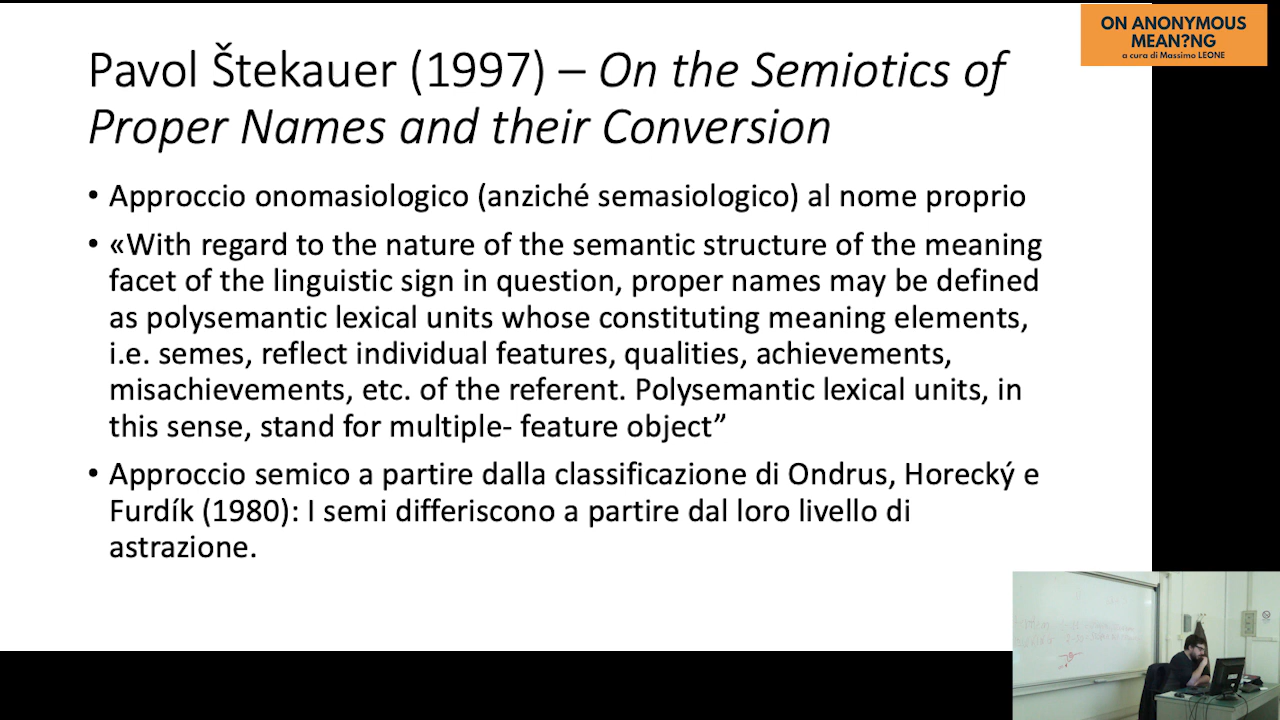 ON ANONYMOUS
MEAN?NG
a cura di Massimo LEONE
Pavol Štekauer (1997) – On the Semiotics of
Proper Names and their Conversion
• Approccio onomasiologico (anziché semasiologico) al nome proprio
• «With regard to the nature of the semantic structure of the meaning
facet of the linguistic sign in question, proper names may be defined
as polysemantic lexical units whose constituting meaning elements,
i.e. semes, reflect individual features, qualities, achievements,
misachievements, etc. of the referent. Polysemantic lexical units, in
this sense, stand for multiple- feature object”
• Approccio semico a partire dalla classificazione di Ondrus, Horecký e
Furdík (1980): I semi differiscono a partire dal loro livello di
astrazione.